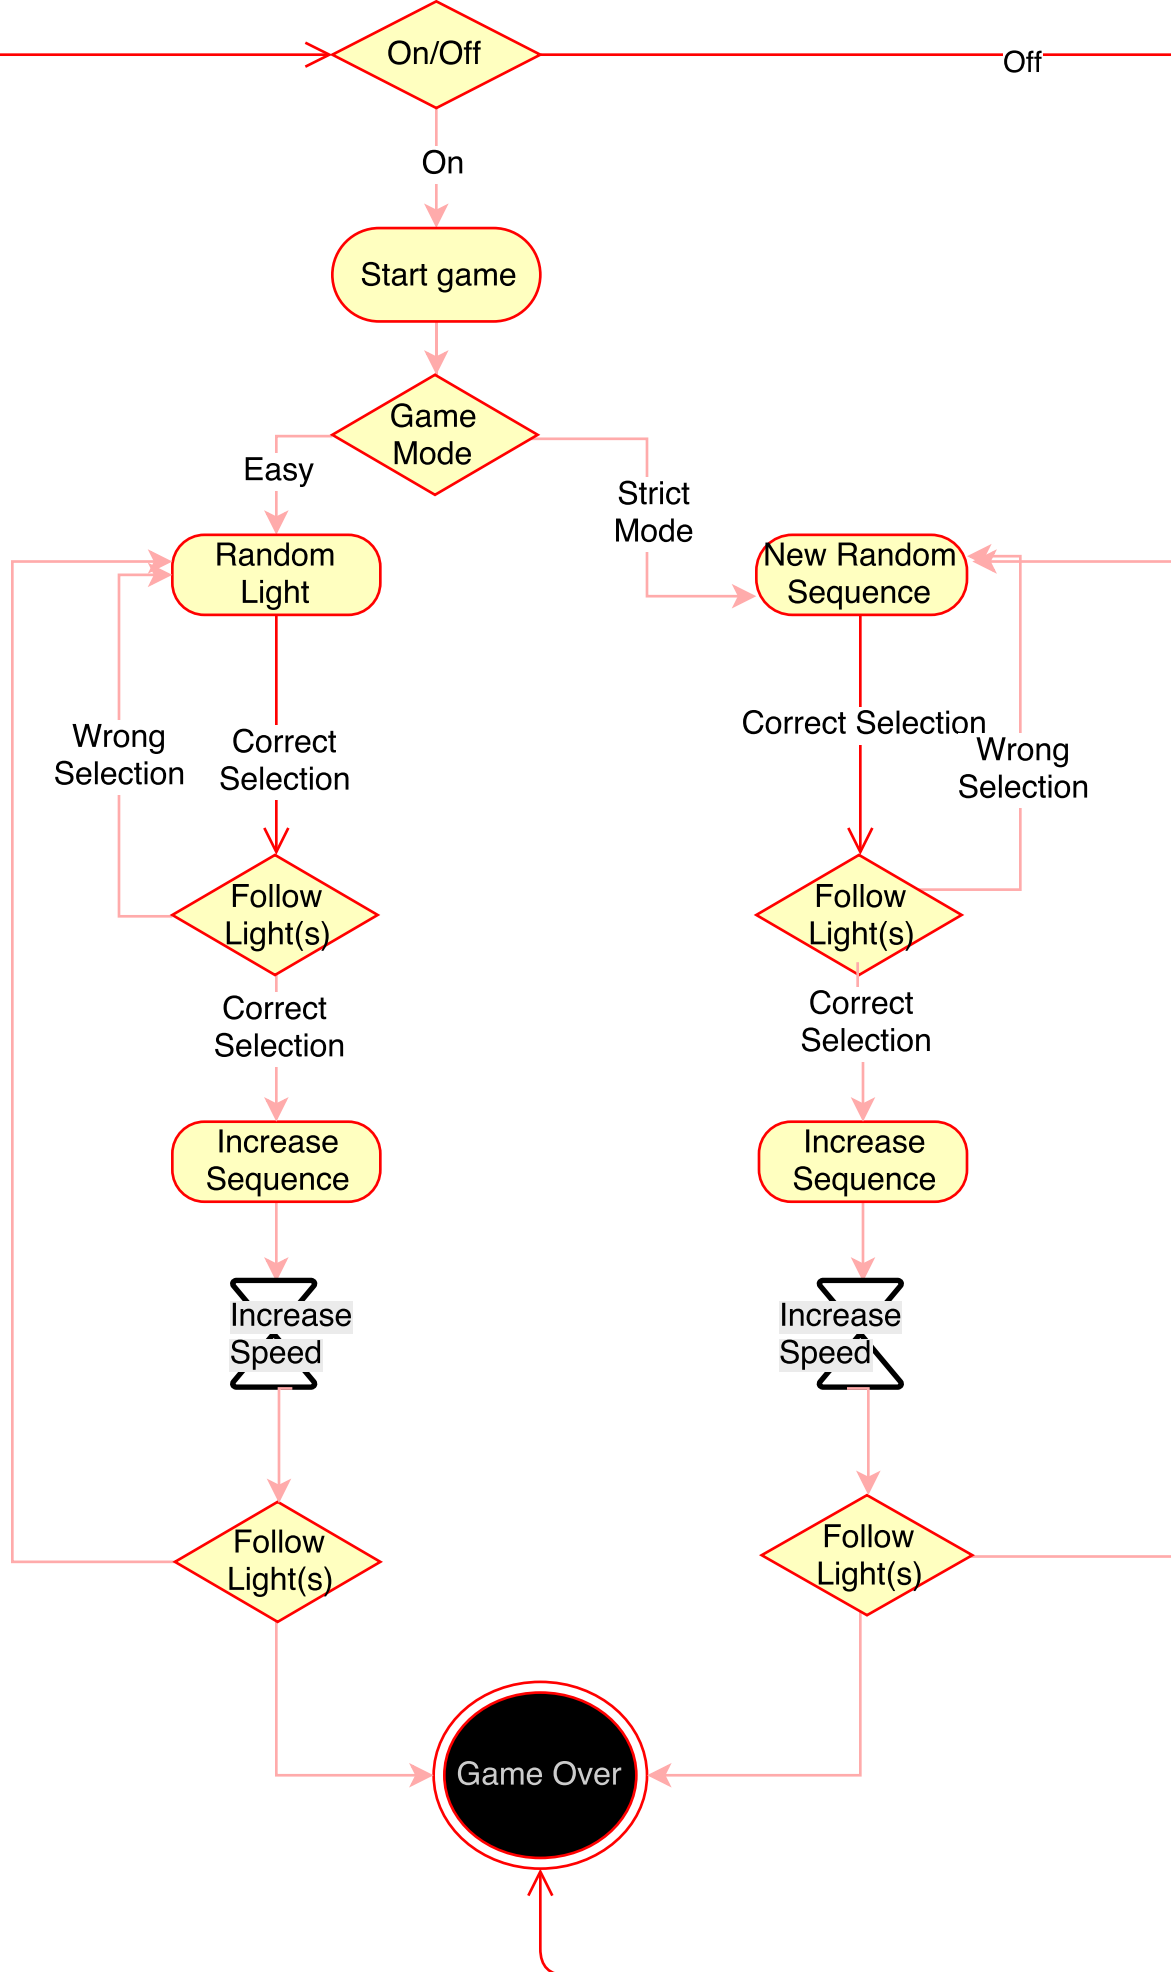 On/Off
Off
On
Start game
Game
Mode
Easy
Strict
Mode
Random
Light
New Random
Sequence
Wrong
Selection
Correct
Selection
Correct Selection
Wrong
Selection
Follow
Light(s)
Follow
Light(s)
Correct
Selection
Correct
Selection
Increase
Sequence
Increase
Sequence
Increase
Speed
Increase
Speed
Follow
Light(s)
Follow
Light(s)
Game Over